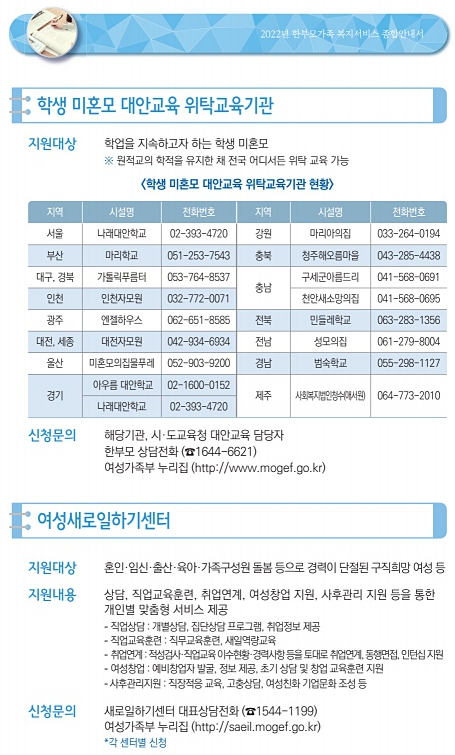 2022년 한부모가족 복지서비스 종합안내서
학생 미혼모 대안교육 위탁교육기관
지원대상 학업을 지속하고자 하는 학생 미혼모
※ 원적교의 학적을 유지한 채 전국 어디서든 위탁 교육 가능
<학생 미혼모 대안교육 위탁교육기관 현황>
지역 시설명 전화번호 지역 시설명 전화번호
서울 나래대안학교 02-393-4720 강원 마리아의집 033-264-0194
부산 마리학교 051-253-7543 충북 청주해오름마을 043-285-4438
대구, 경북 가톨릭푸름터 053-764-8537 충남 구세군아름드리 041-568-0691
인천 인천자모원 032-772-0071 천안새소망의집 041-568-0695
광주 엔젤하우스 062-651-8585 전북 민들레학교 063-283-1356
대전, 세종 대전자모원 042-934-6934 전남 성모의집 061-279-8004
울산 미혼모의집물푸레 052-903-9200 경남 범숙학교 055-298-1127
경기 아우름 대안학교 02-1600-0152 제주 064-773-2010
나래대안학교 02-393-4720
신청문의 해당기관, 시·도교육청 대안교육 담당자
한부모 상담전화 (☎1644-6621)
여성가족부 누리집 (http://www.mogef.go.kr)
여성새로일하기센터
지원대상 혼인·임신·출산·육아·가족구성원 돌봄 등으로 경력이 단절된 구직희망 여성 등
지원내용 상담, 직업교육훈련, 취업연계, 여성창업 지원, 사후관리 지원 등을 통한
개인별 맞춤형 서비스 제공
- 직업상담 : 개별상담, 집단상담 프로그램, 취업정보 제공
- 직업교육훈련 : 직무교육훈련, 새일역량교육
- 취업연계 : 적성검사·직업교육 이수현황·경력사항 등을 토대로 취업연계, 동행면접, 인턴십 지원
- 여성창업 : 예비창업자 발굴, 정보 제공, 초기 상담 및 창업 교육훈련 지원
- 사후관리지원 : 직장적응 교육, 고충상담, 여성친화 기업문화 조성 등
신청문의 새로일하기센터 대표상담전화 (☎1544-1199)
여성가족부 누리집 (http://saeil.mogef.go.kr)
*각 센터별 신청